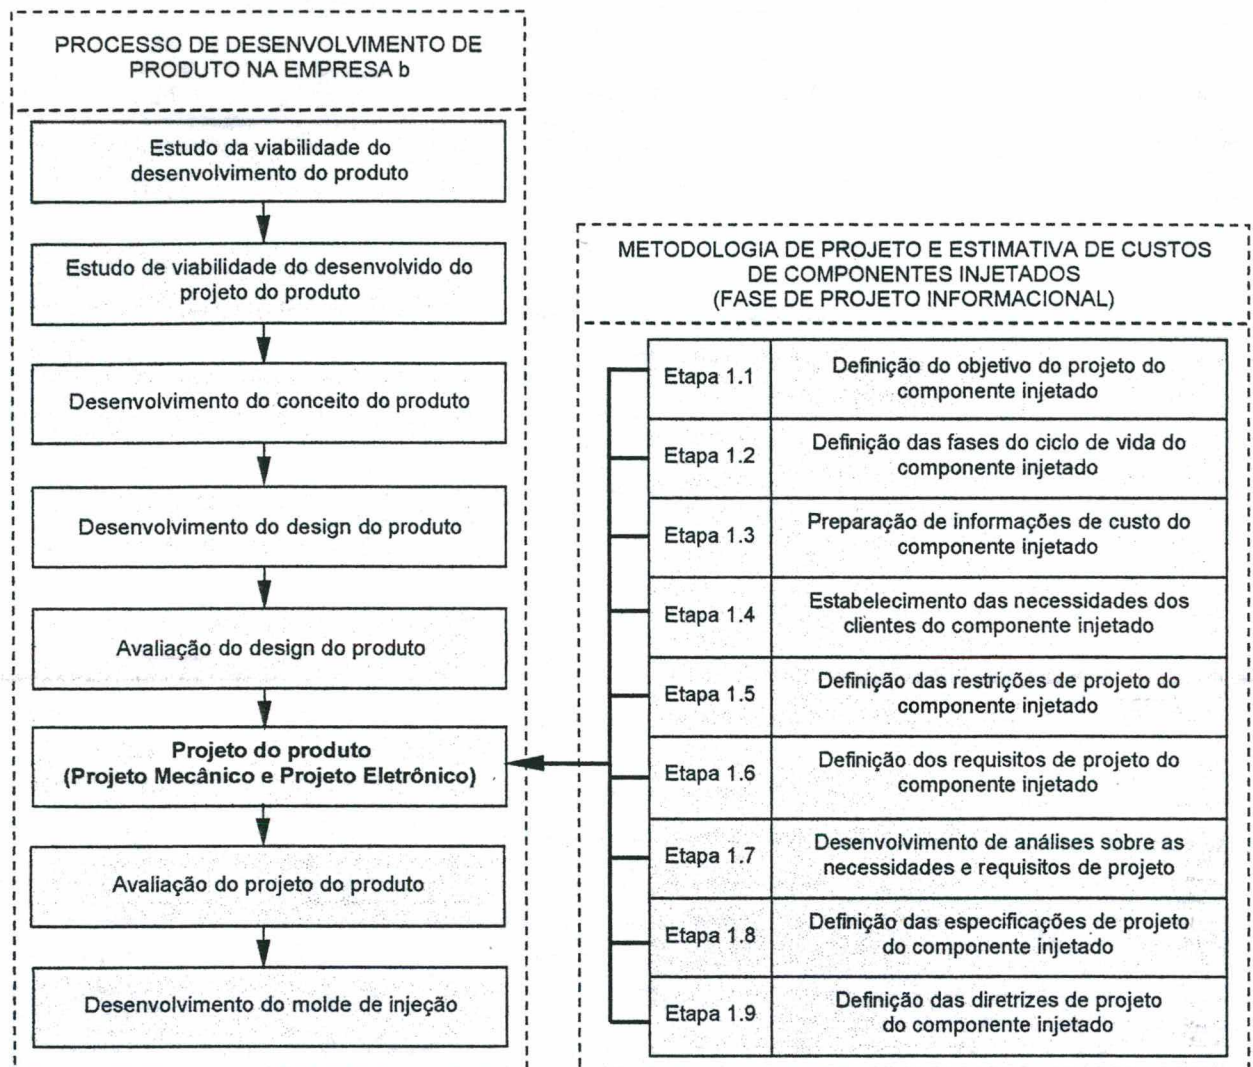 PROCESSO DE DESENVOLVIMENTO DE
PRODUTO NA EMPRESA b
Estudo da viabilidade do
desenvolvimento do produto
Estudo de viabilidade do desenvolvido do
projeto do produto
Desenvolvimento do conceito do produto
Desenvolvimento do design do produto
Avaliação do design do produto
Projeto do produto
(Projeto Mecânico e Projeto Eletrônico)
Avaliação do projeto do produto
Desenvolvimento do molde de injeção
METODOLOGIA DE PROJETO E ESTIMATIVA DE CUSTOS
DE COMPONENTES INJETADOS
(FASE DE PROJETO INFORMACIONAL)
Etapa 1.1
Definição do objetivo do projeto do
componente injetado
Etapa 1.2
Definição das fases do ciclo de vida do
componente injetado
Etapa 1.3
Preparação de informações de custo do
componente injetado
Etapa 1.4
Estabelecimento das necessidades dos
clientes do componente injetado
Etapa 1.5
Definição das restrições de projeto do
componente injetado
Etapa 1.6
Definição dos requisitos de projeto do
componente injetado
Etapa 1.7
Desenvolvimento de análises sobre as
necessidades e requisitos de projeto
Etapa 1.8
Definição das especificações de projeto
do componente injetado
Etapa 1.9
Definição das diretrizes de projeto
do componente injetado